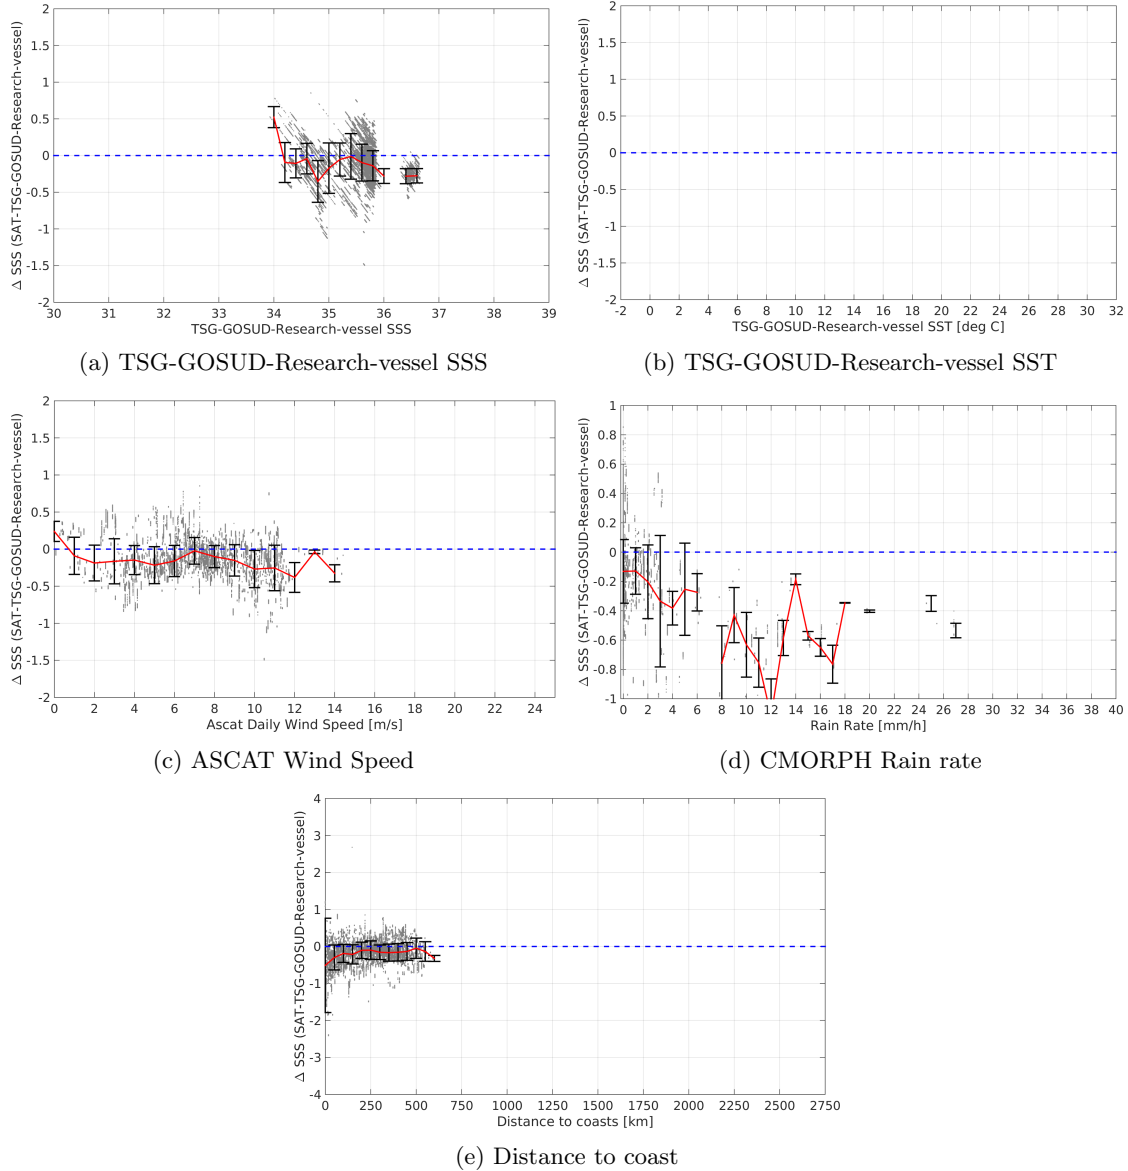 Δ SSS (SAT-TSG-GOSUD-Research-vessel)
2
1.5
1
0.5
0
-0.5
-1
-1.5
-2
30 31 32 33 34 35 36 37 38 39
TSG-GOSUD-Research-vessel SSS
(a) TSG-GOSUD-Research-vessel SSS
Δ SSS (SAT-TSG-GOSUD-Research-vessel)
2
1.5
1
0.5
0
-0.5
-1
-1.5
-2
-2 0 2 4 6 8 10 12 14 16 18 20 22 24 26 28 30 32
TSG-GOSUD-Research-vessel SST [deg C]
(b) TSG-GOSUD-Research-vessel SST
Δ SSS (SAT-TSG-GOSUD-Research-vessel)
2
1.5
1
0.5
0
-0.5
-1
-1.5
-2
0 2 4 6 8 10 12 14 16 18 20 22 24
Ascat Daily Wind Speed [m/s]
(c) ASCAT Wind Speed
Δ SSS (SAT-TSG-GOSUD-Research-vessel)
1
0.8
0.6
0.4
0.2
0
-0.2
-0.4
-0.6
-0.8
-1
0 2 4 6 8 10 12 14 16 18 20 22 24 26 28 30 32 34 36 38 40
Rain Rate [mm/h]
(d) CMORPH Rain rate
Δ SSS (SAT-TSG-GOSUD-Research-vessel)
4
3
2
1
0
-1
-2
-3
-4
0 250 500 750 1000 1250 1500 1750 2000 2250 2500 2750
Distance to coasts [km]
(e) Distance to coast